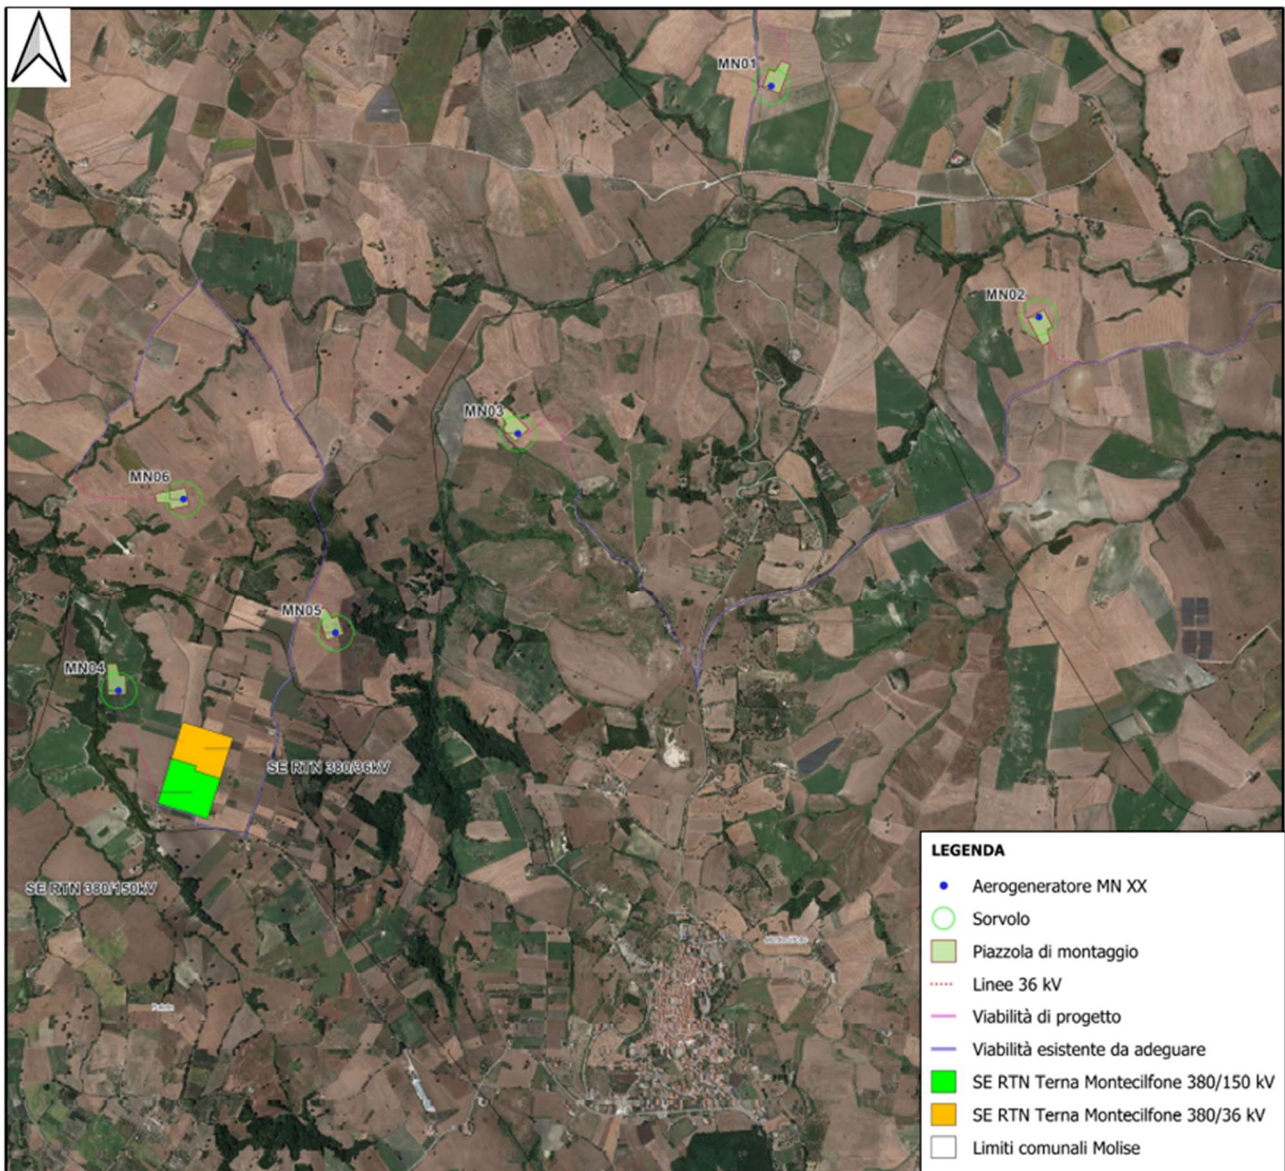 MN01
MN02
MN03
MN06
MN05
MN04
SE RTN 380/36kV
SE RTN 380/150kV
LEGENDA
Aerogeneratore MN XX
Sorvolo
Piazzola di montaggio
Linee 36 kV
Viabilità di progetto
Viabilità esistente da adeguare
SE RTN Terna Montecilfone 380/150 kV
SE RTN Terna Montecilfone 380/36 kV
Limiti comunali Molise